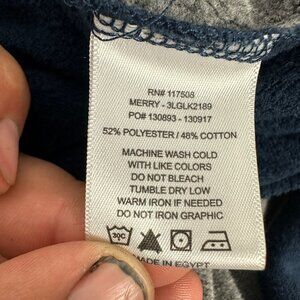 RN# 117508
MERRY - 3LGLK2189
PO# 130893 - 130917
52% POLYESTER / 48% COTTON
MACHINE WASH COLD
WITH LIKE COLORS
DO NOT BLEACH
TUMBLE DRY LOW
WARM IRON IF NEEDED
DO NOT IRON GRAPHIC
30C
MADE IN EGYPT